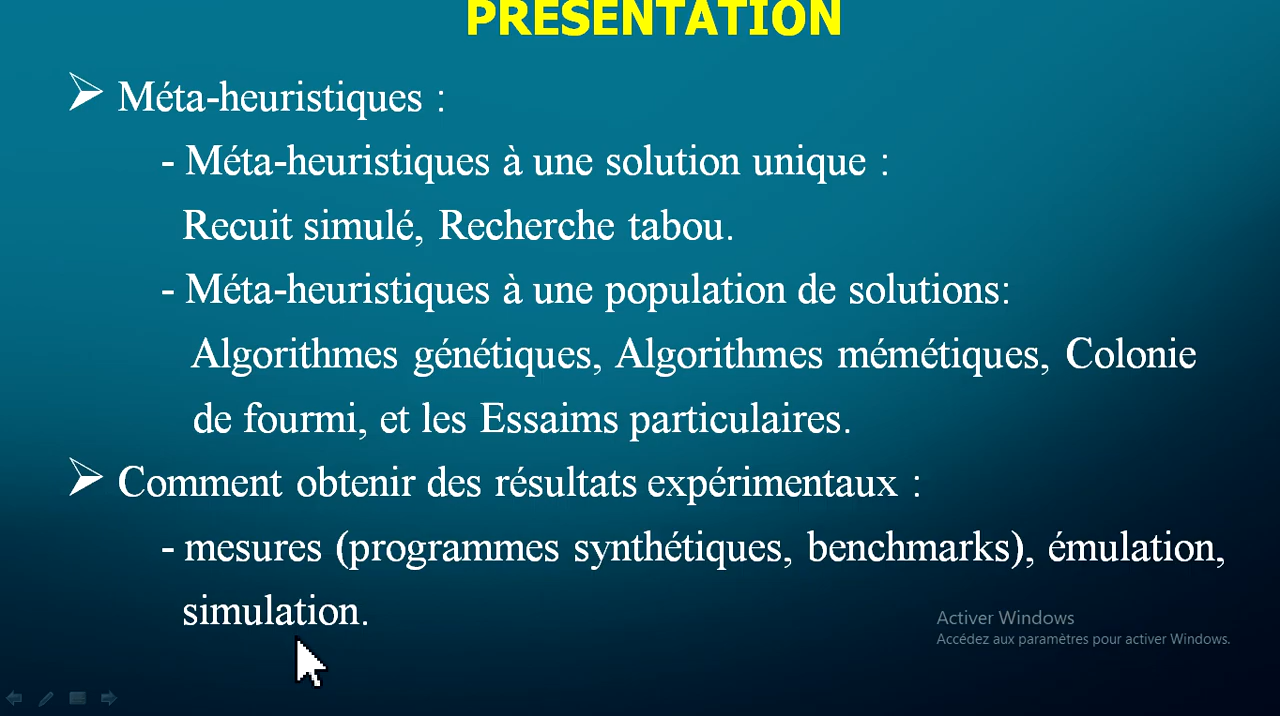 PRESENTATION
Méta-heuristiques :
- Méta-heuristiques à une solution unique :
Recuit simulé, Recherche tabou.
- Méta-heuristiques à une population de solutions:
Algorithmes génétiques, Algorithmes mémétiques, Colonie
de fourmi, et les Essaims particulaires.
Comment obtenir des résultats expérimentaux :
- mesures (programmes synthétiques, benchmarks), émulation,
simulation.
Activer Windows
Accédez aux paramètres pour activer Windows.